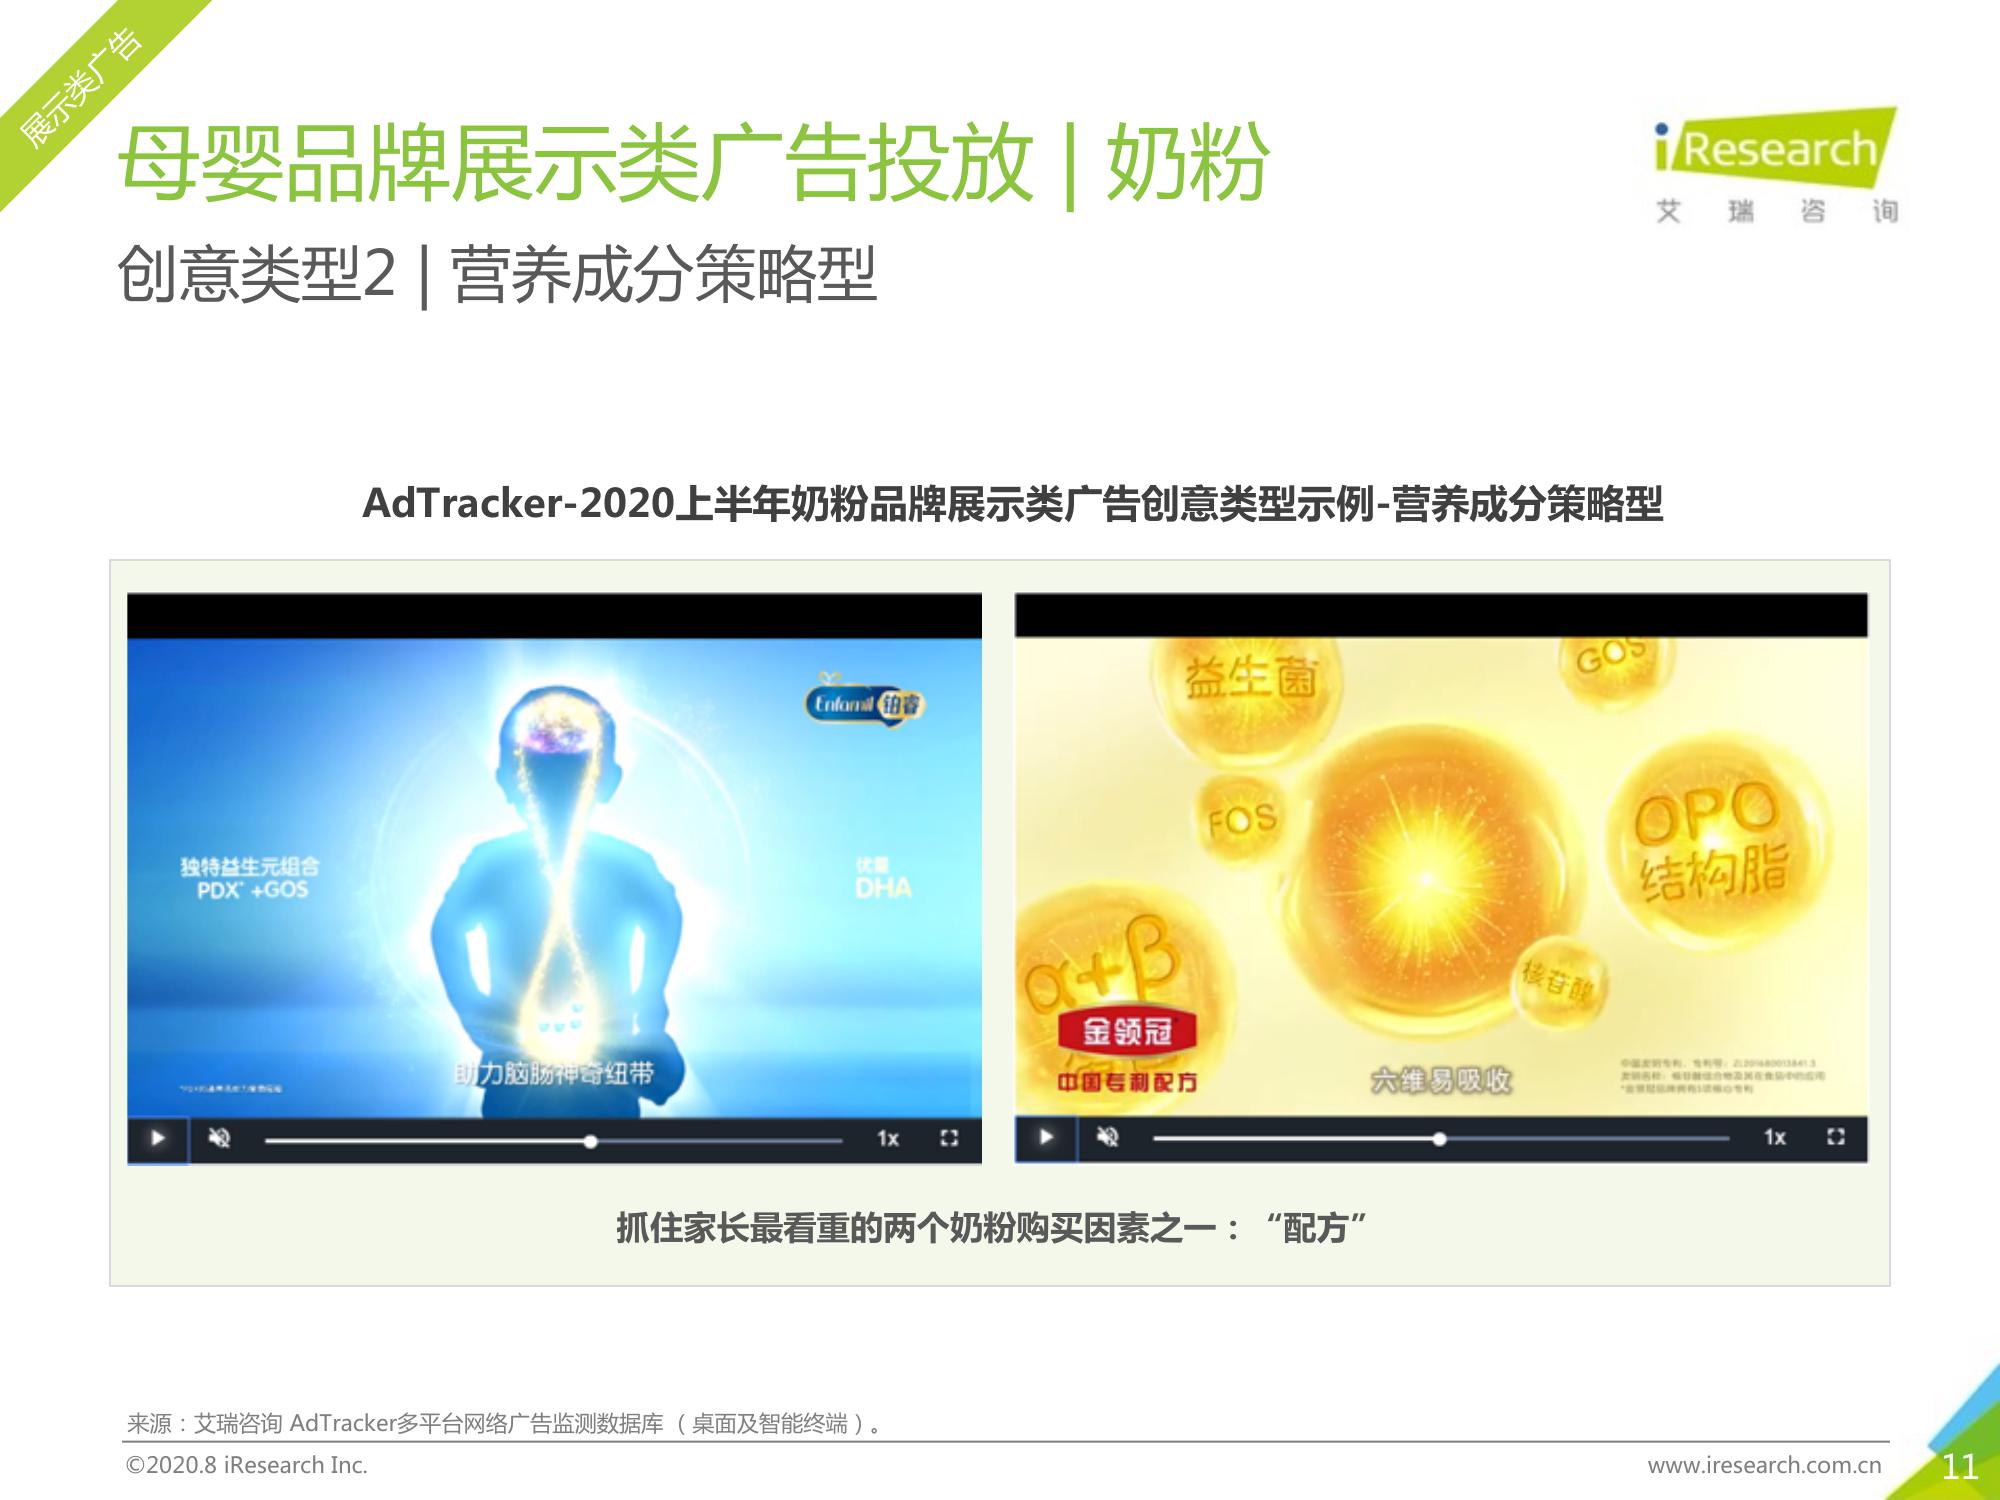 展示类广告
母婴品牌展示类广告投放 | 奶粉
iResearch
艾瑞咨询
创意类型2 | 营养成分策略型
AdTracker-2020上半年奶粉品牌展示类广告创意类型示例-营养成分策略型
Enfamil 铂睿
独特益生元组合
PDX* +GOS
优量
DHA
助力脑肠神奇纽带
1x
益生菌
GOS
FOS
OPO
结构脂
α+β
核苷酸
金领冠
中国专利配方
六维易吸收
1x
抓住家长最看重的两个奶粉购买因素之一：“配方”
来源：艾瑞咨询 AdTracker多平台网络广告监测数据库（桌面及智能终端）。
©2020.8 iResearch Inc.
www.iresearch.com.cn
11